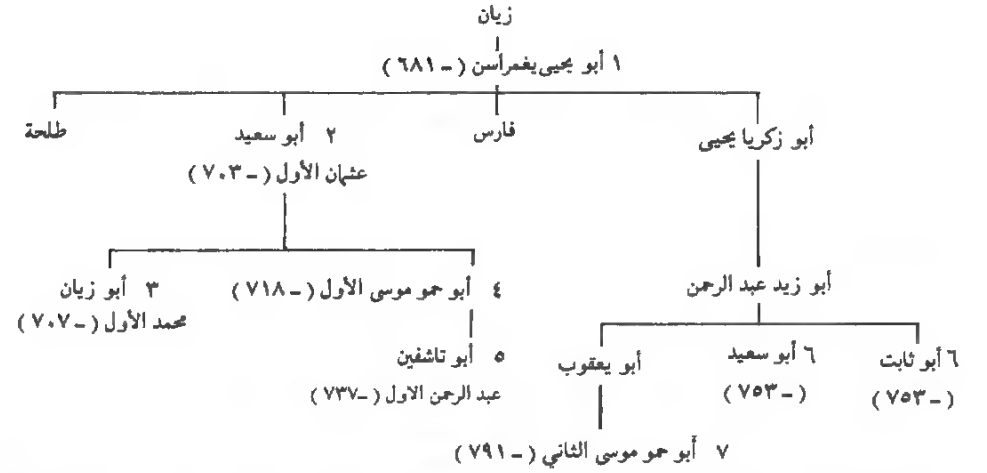 زيان
١ أبو يحيى يغمراسن ( - ٦٨١ )
أبو زكريا يحيى
فارس
٢ أبو سعيد
عثمان الأول ( - ٧٠٣ )
طلحة
أبو زيد عبد الرحمن
٤ أبو حمو موسى الأول ( - ٧١٨ )
٣ أبو زيان
محمد الأول ( - ٧٠٧ )
٦ أبو ثابت
( - ٧٥٣ )
٦ أبو سعيد
( - ٧٥٣ )
أبو يعقوب
٥ أبو تاشفين
عبد الرحمن الاول ( - ٧٣٧ )
٧ أبو حمو موسى الثاني ( - ٧٩١ )